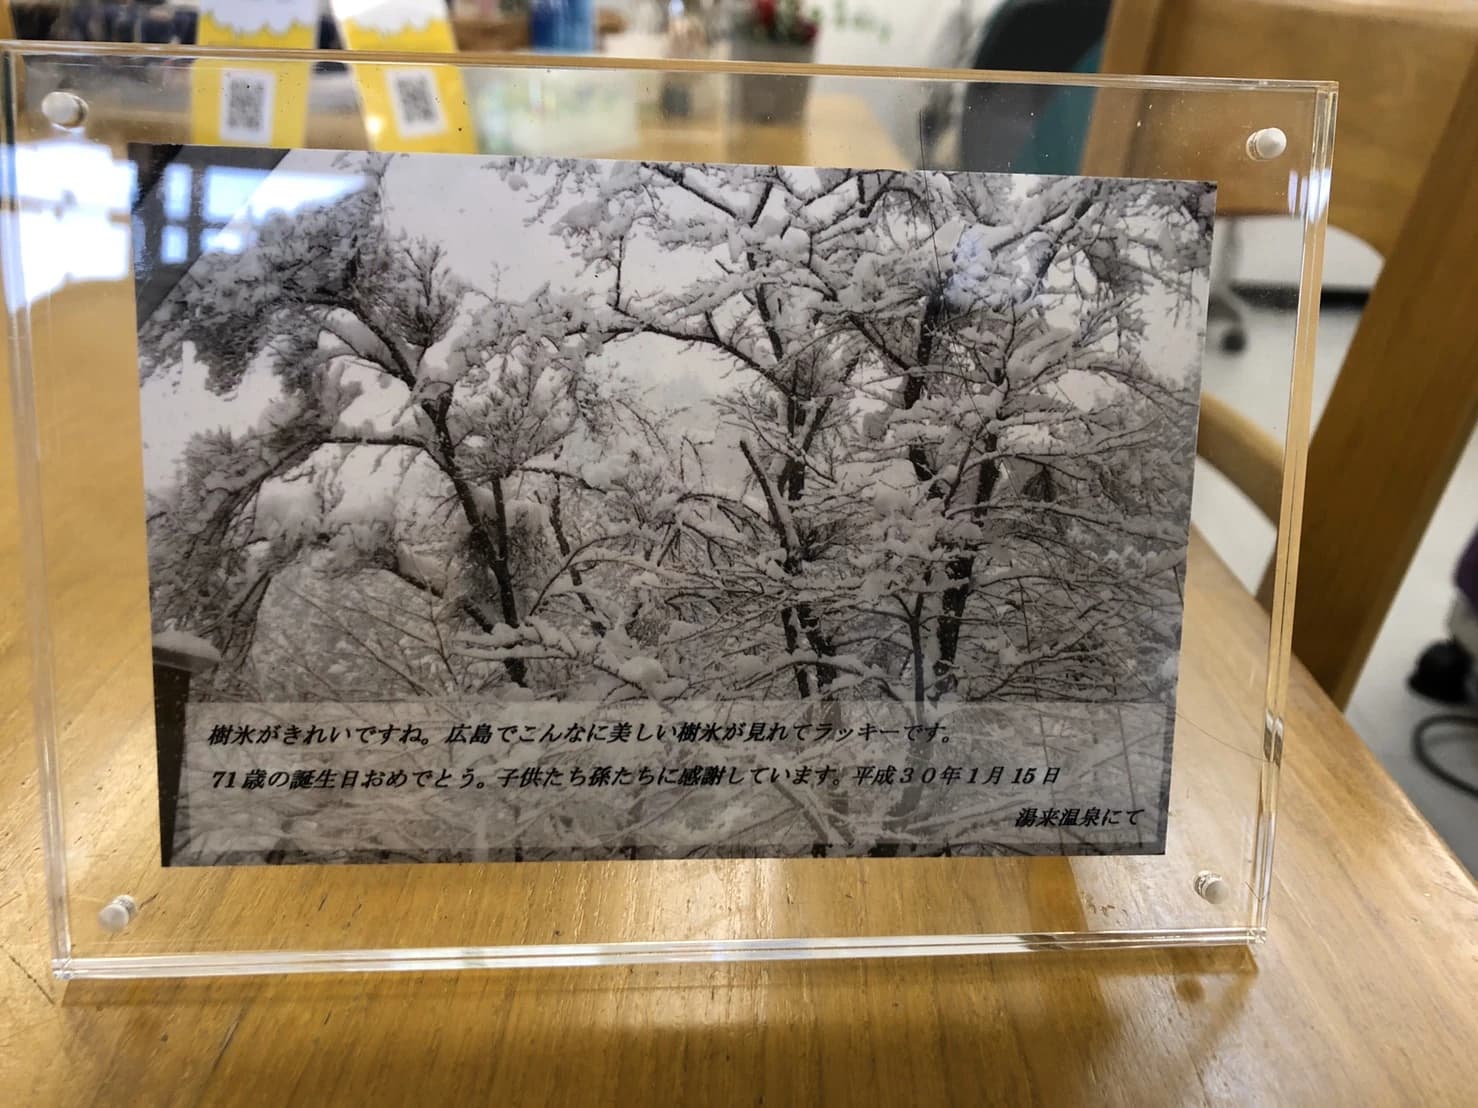 樹氷がきれいですね。広島でこんなに美しい樹氷が見れてラッキーです。
71歳の誕生日おめでとう。子供たち孫たちに感謝しています。平成３０年１月15日
湯来温泉にて